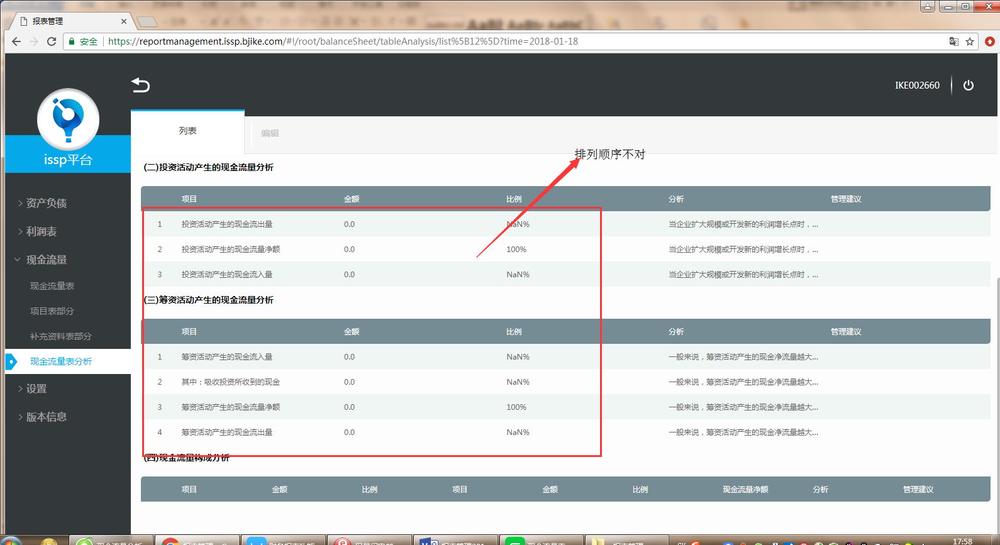 报表管理
安全 https://reportmanagement.issp.bjike.com/#!/root/balanceSheet/tableAnalysis/list%5B12%5D?time=2018-01-18
IKE002660
issp平台
列表 编辑
排列顺序不对
资产负债
利润表
现金流量
现金流量表
项目表部分
补充资料表部分
现金流量表分析
设置
版本信息
(二)投资活动产生的现金流量分析
项目 金额 比例 分析 管理建议
1 投资活动产生的现金流出量 0.0 NaN% 当企业扩大规模或开发新的利润增长点时，...
2 投资活动产生的现金流量净额 0.0 100% 当企业扩大规模或开发新的利润增长点时，...
3 投资活动产生的现金流入量 0.0 NaN% 当企业扩大规模或开发新的利润增长点时，...
(三)筹资活动产生的现金流量分析
项目 金额 比例 分析 管理建议
1 筹资活动产生的现金流入量 0.0 NaN% 一般来说，筹资活动产生的现金净流量越大...
2 其中：吸收投资所收到的现金 0.0 NaN% 一般来说，筹资活动产生的现金净流量越大...
3 筹资活动产生的现金流量净额 0.0 100% 一般来说，筹资活动产生的现金净流量越大...
4 筹资活动产生的现金流出量 0.0 NaN% 一般来说，筹资活动产生的现金净流量越大...
(四)现金流量构成分析
项目 金额 比例 项目 金额 比例 现金流量净额 分析 管理建议
17:58